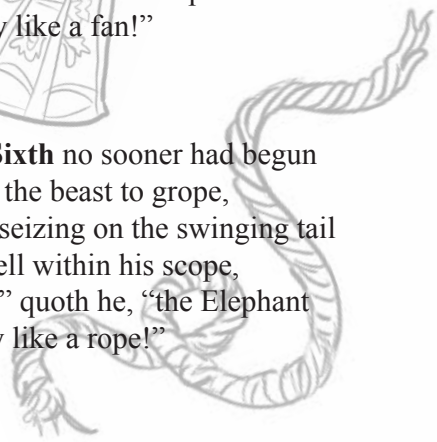 y like a fan!”
Sixth no sooner had begun
the beast to grope,
seizing on the swinging tail
ell within his scope,
” quoth he, “the Elephant
y like a rope!”